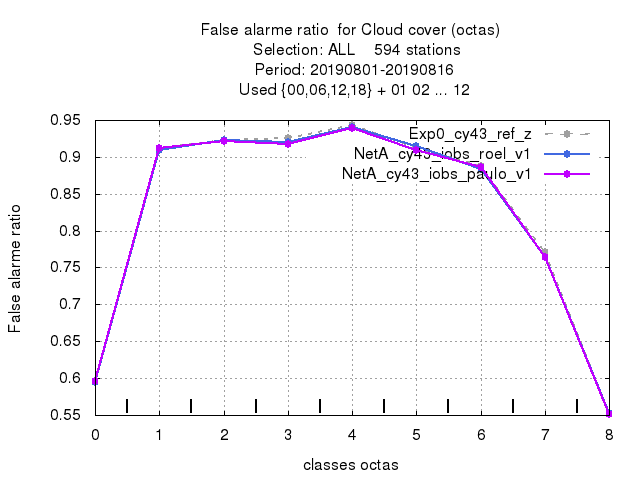 False alarme ratio  for Cloud cover (octas)
Selection: ALL    594 stations
Period: 20190801-20190816
Used {00,06,12,18} + 01 02 ... 12
Exp0_cy43_ref_z
NetA_cy43_iobs_roel_v1
NetA_cy43_iobs_paulo_v1
False alarme ratio
0.95
0.9
0.85
0.8
0.75
0.7
0.65
0.6
0.55
0 1 2 3 4 5 6 7 8
classes octas